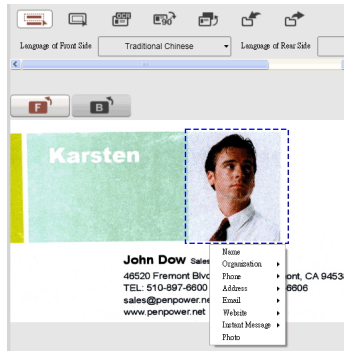 OCR
90°
Language of Front Side
Traditional Chinese
Language of Rear Side
F
B
Karsten
John Dow Sales
46520 Fremont Blvd ont, CA 9453
TEL: 510-897-6600 6606
sales@penpower.ne
www.penpower.net
Name
Organization
Phone
Address
Email
Website
Instant Message
Photo